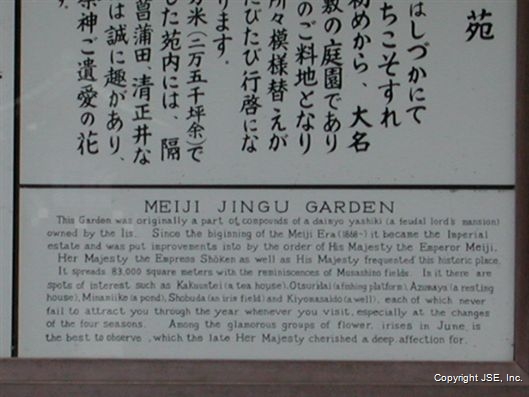 苑
はしづかにて
ちこそすれ
初めから、大名
敷の庭園であり
のご料地となり
所々模様替えが
たびたび行啓にな
ります。
方米（二万五千坪余）で
した苑内には、隔
菖蒲田、清正井な
は誠に趣があり、
祭神ご遺愛の花
す。
MEIJI JINGU GARDEN
This Garden was originally a part of compounds of a daimyo yashiki (a feudal lord's mansion)
owned by the Iis. Since the biginning of the Meiji Era (1868-) it became the Imperial
estate and was put improvements into by the order of His Majesty the Emperor Meiji.
Her Majesty the Empress Shōken as well as His Majesty frequented this historic place.
It spreads 83,000 square meters with the reminiscences of Musashino fields. In it there are
spots of interest such as Kakuuntei (a tea house), Otsuridai (a fishing platform), Azumaya (a resting
house), Minamiike (a pond), Shobuda (an iris field) and Kiyomasaido (a well), each of which never
fail to attract you through the year whenever you visit, especially at the changes
of the four seasons. Among the glamorous groups of flower, irises in June is
the best to observe, which the late Her Majesty cherished a deep affection for.
Copyright JSE, Inc.